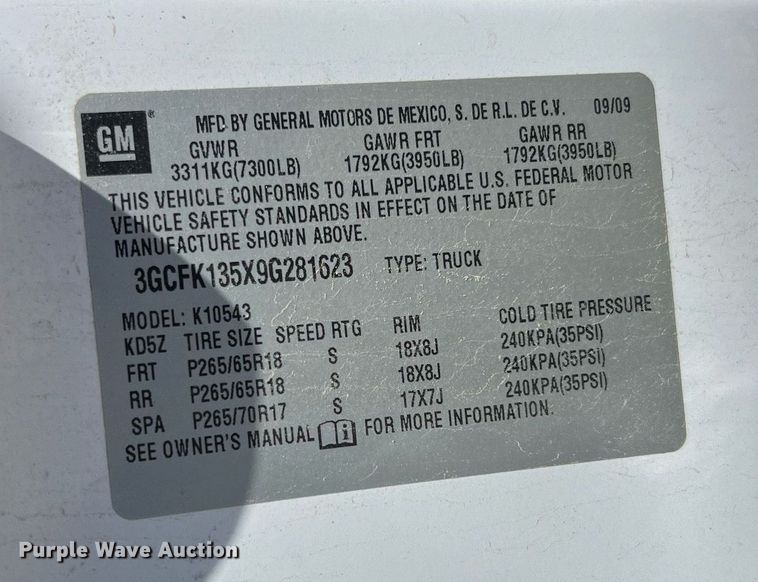 GM®
MFD BY GENERAL MOTORS DE MEXICO, S. DE R.L. DE C.V. 09/09
GVWR GAWR FRT GAWR RR
3311KG(7300LB) 1792KG(3950LB) 1792KG(3950LB)
THIS VEHICLE CONFORMS TO ALL APPLICABLE U.S. FEDERAL MOTOR
VEHICLE SAFETY STANDARDS IN EFFECT ON THE DATE OF
MANUFACTURE SHOWN ABOVE.
3GCFK135X9G281623 TYPE: TRUCK
MODEL: K10543
KD5Z TIRE SIZE SPEED RTG RIM COLD TIRE PRESSURE
FRT P265/65R18 S 18X8J 240KPA(35PSI)
RR P265/65R18 S 18X8J 240KPA(35PSI)
SPA P265/70R17 S 17X7J 240KPA(35PSI)
SEE OWNER'S MANUAL i FOR MORE INFORMATION.
Purple Wave Auction